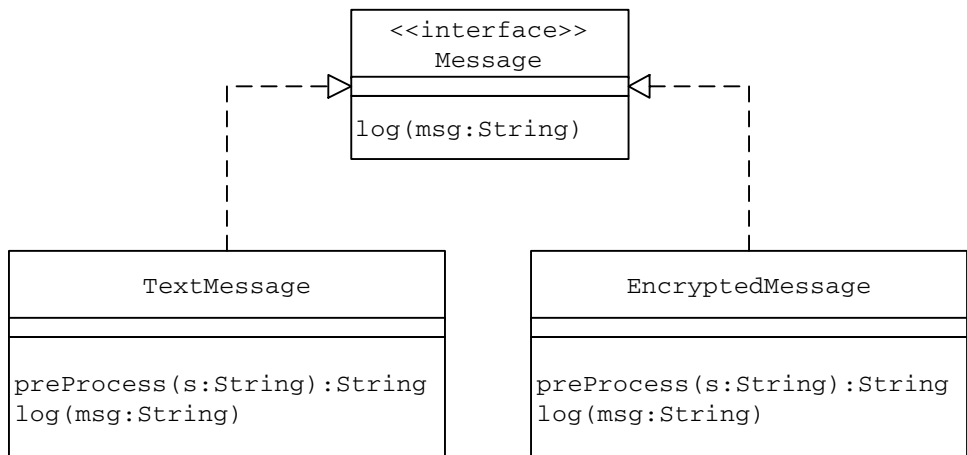 <<interface>>
Message
log(msg:String)
TextMessage
preProcess(s:String):String
log(msg:String)
EncryptedMessage
preProcess(s:String):String
log(msg:String)